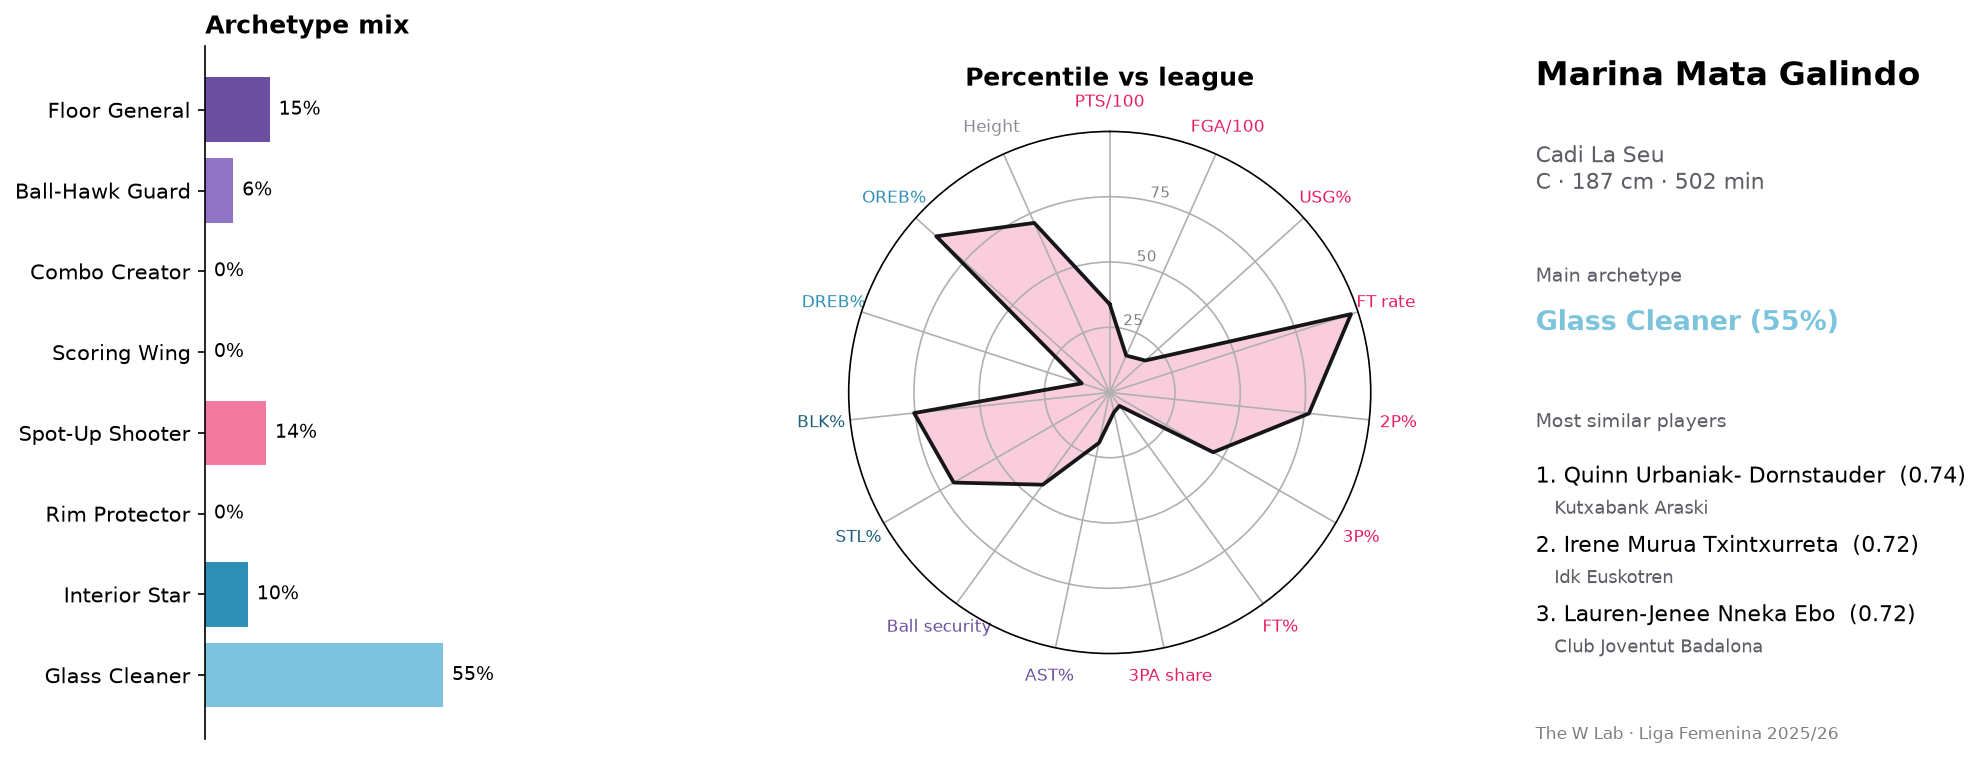 Archetype mix
Floor General
15%
Ball-Hawk Guard
6%
Combo Creator
0%
Scoring Wing
0%
Spot-Up Shooter
14%
Rim Protector
0%
Interior Star
10%
Glass Cleaner
55%
Percentile vs league
PTS/100
FGA/100
USG%
FT rate
2P%
3P%
FT%
3PA share
AST%
Ball security
STL%
BLK%
DREB%
OREB%
Height
75
50
25
Marina Mata Galindo
Cadi La Seu
C · 187 cm · 502 min
Main archetype
Glass Cleaner (55%)
Most similar players
1. Quinn Urbaniak- Dornstauder (0.74)
Kutxabank Araski
2. Irene Murua Txintxurreta (0.72)
Idk Euskotren
3. Lauren-Jenee Nneka Ebo (0.72)
Club Joventut Badalona
The W Lab · Liga Femenina 2025/26